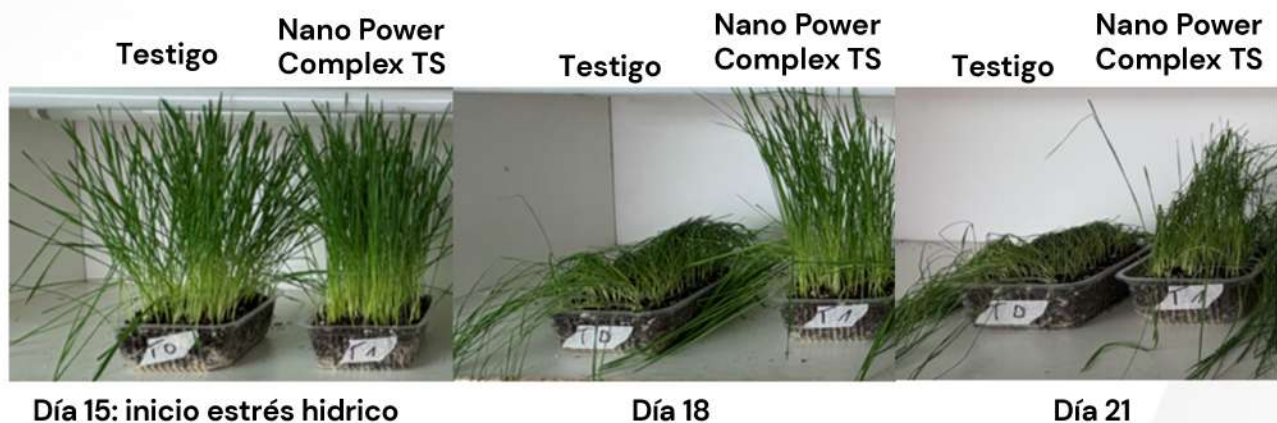 Testigo
Nano Power
Complex TS
Testigo
Nano Power
Complex TS
Testigo
Nano Power
Complex TS
T0
T1
T0
T1
T0
T1
Día 15: inicio estrés hidrico
Día 18
Día 21